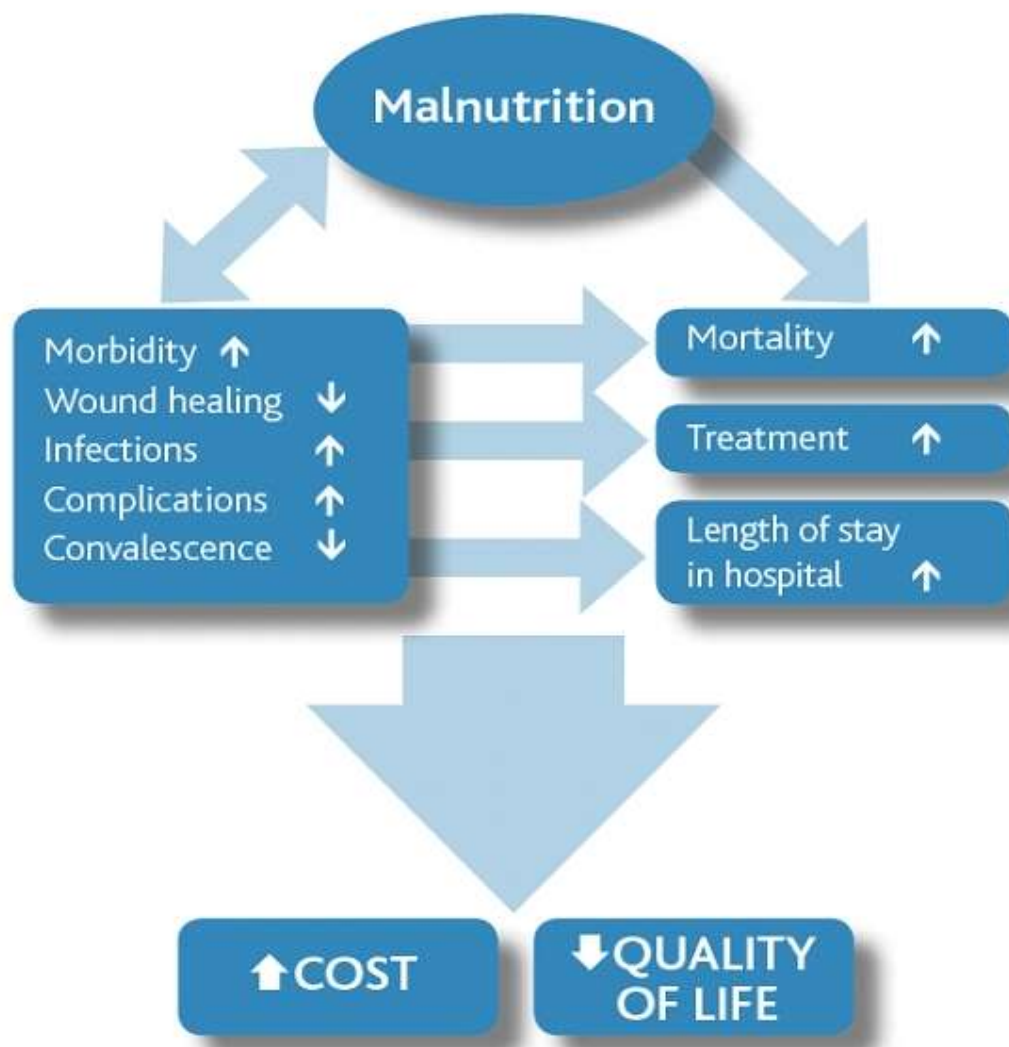 Malnutrition
Morbidity ↑
Wound healing ↓
Infections ↑
Complications ↑
Convalescence ↓
Mortality ↑
Treatment ↑
Length of stay
in hospital ↑
↑COST
↓QUALITY
OF LIFE